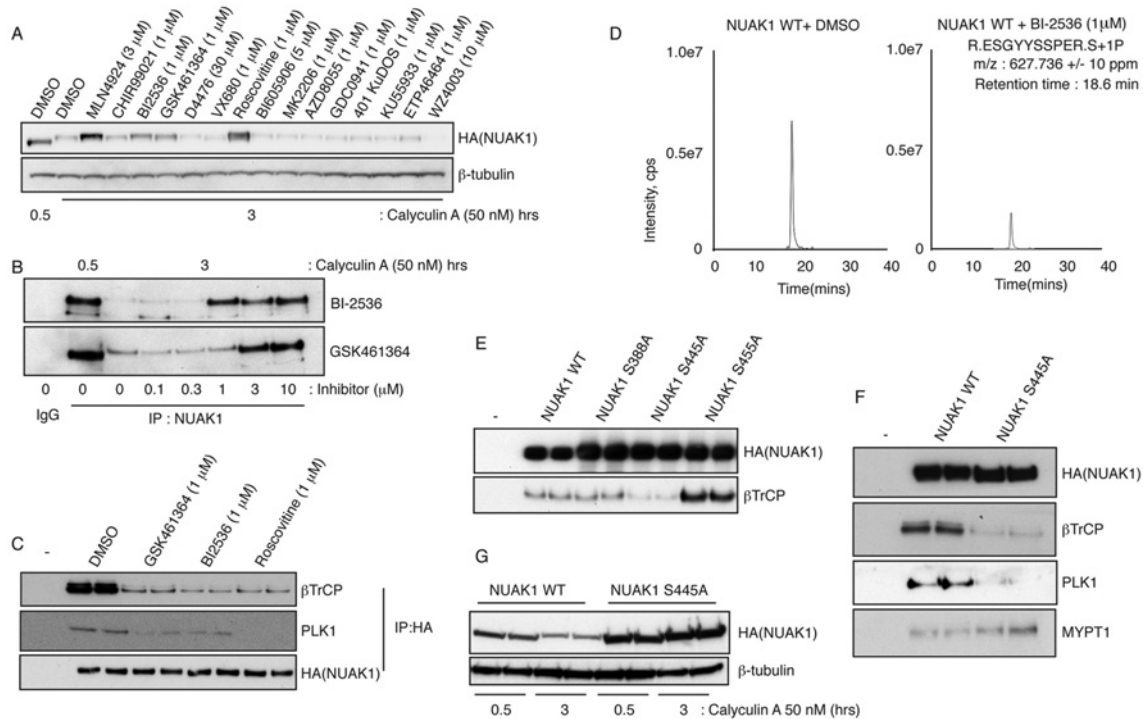 A
DMSO
DMSO
MLN4924 (3 μM)
CHIR99021 (1 μM)
BI2536 (1 μM)
GSK461364 (1 μM)
D4476 (30 μM)
VX680 (1 μM)
Roscovitine (1 μM)
BI605906 (5 μM)
MK2206 (1 μM)
AZD8055 (1 μM)
GDC0941 (1 μM)
401 KuDOS (1 μM)
KU55933 (1 μM)
ETP46464 (1 μM)
WZ4003 (10 μM)
HA(NUAK1)
β-tubulin
0.5 3 : Calyculin A (50 nM) hrs
B
0.5 3 : Calyculin A (50 nM) hrs
BI-2536
GSK461364
0 0 0 0.1 0.3 1 3 10 : Inhibitor (μM)
IgG IP : NUAK1
C
-
DMSO
GSK461364 (1 μM)
BI2536 (1 μM)
Roscovitine (1 μM)
βTrCP
PLK1
HA(NUAK1)
IP:HA
D
NUAK1 WT+ DMSO
1.0e7
0.5e7
0
Intensity, cps
0 10 20 30 40
Time(mins)
NUAK1 WT + BI-2536 (1μM)
R.ESGYYSSPER.S+1P
m/z : 627.736 +/- 10 ppm
Retention time : 18.6 min
1.0e7
0.5e7
0
0 10 20 30 40
Time(mins)
E
-
NUAK1 WT
NUAK1 S388A
NUAK1 S445A
NUAK1 S455A
HA(NUAK1)
βTrCP
F
-
NUAK1 WT
NUAK1 S445A
HA(NUAK1)
βTrCP
PLK1
MYPT1
G
NUAK1 WT NUAK1 S445A
HA(NUAK1)
β-tubulin
0.5 3 0.5 3 : Calyculin A 50 nM (hrs)